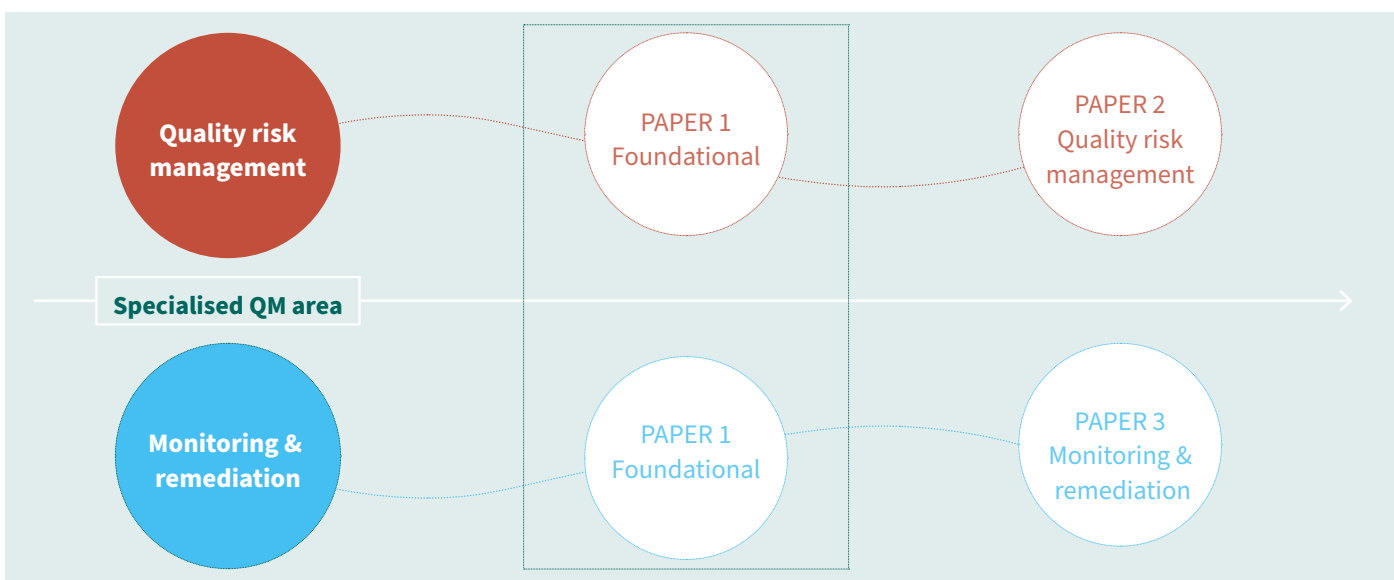 Quality risk
management
PAPER 1
Foundational
PAPER 2
Quality risk
management
Specialised QM area
Monitoring &
remediation
PAPER 1
Foundational
PAPER 3
Monitoring &
remediation